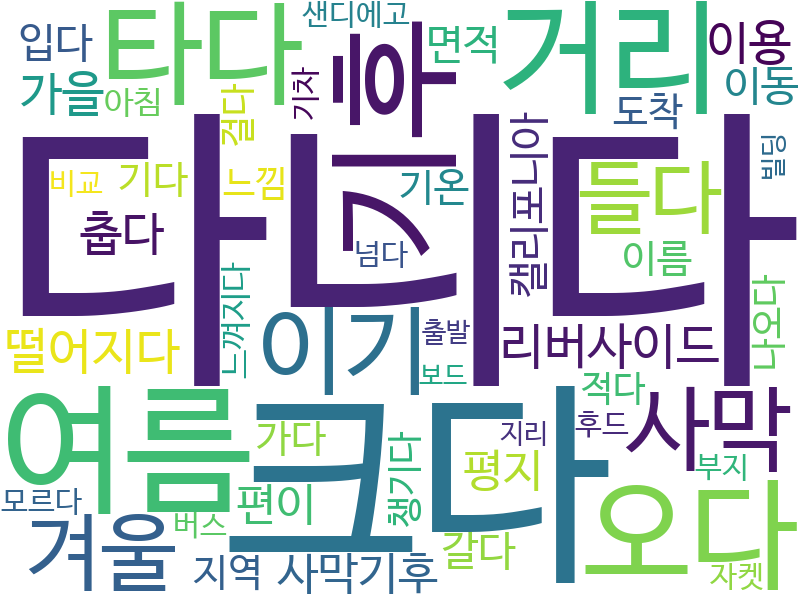 샌디에고
입다
타다
거리
이용
면적
가을
아침
기차
기후
이동
도착
걷다
다니다
빌딩
비교
기다
느낌
기온
캘리포니아
들다
춥다
넘다
이름
느껴지다
나오다
떨어지다
이기
출발
리버사이드
보드
적다
여름
크다
사막
가다
챙기다
지리
후드
평지
부지
모르다
편이
버스
오다
겨울
갈다
지역
사막기후
자켓